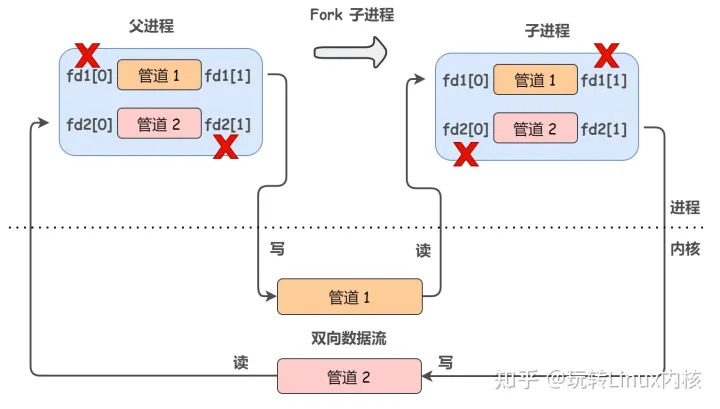 父进程
Fork 子进程
子进程
fd1[0] 管道 1 fd1[1]
fd2[0] 管道 2 fd2[1]
fd1[0] 管道 1 fd1[1]
fd2[0] 管道 2 fd2[1]
进程
写
读
内核
管道 1
双向数据流
读
写
管道 2
知乎 @玩转Linux内核